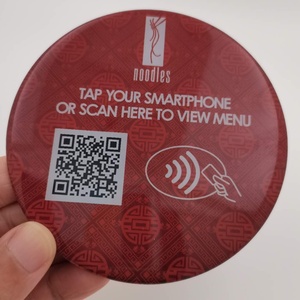 noodles
TAP YOUR SMARTPHONE
OR SCAN HERE TO VIEW MENU